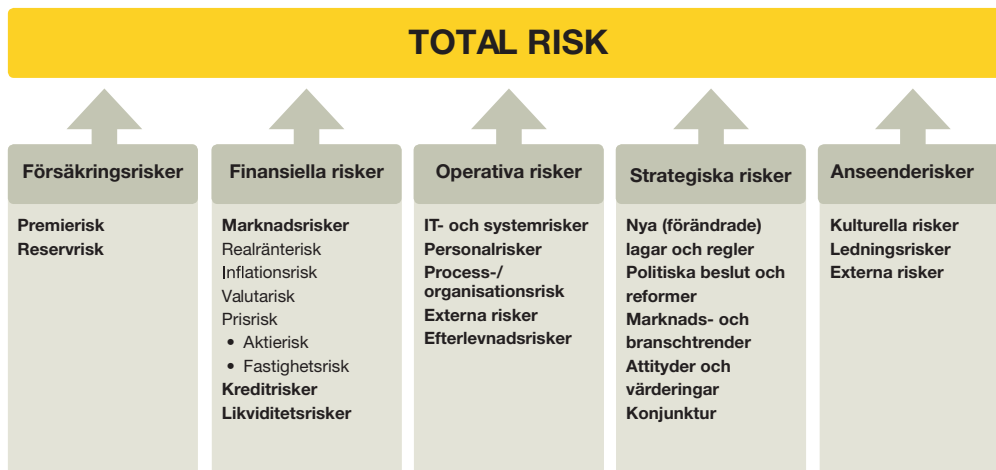 TOTAL RISK
Försäkringsrisker
Premierisk
Reservrisk
Finansiella risker
Marknadsrisker
Realränterisk
Inflationsrisk
Valutarisk
Prisrisk
• Aktierisk
• Fastighetsrisk
Kreditrisker
Likviditetsrisker
Operativa risker
IT- och systemrisker
Personalrisker
Process-/
organisationsrisk
Externa risker
Efterlevnadsrisker
Strategiska risker
Nya (förändrade)
lagar och regler
Politiska beslut och
reformer
Marknads- och
branschtrender
Attityder och
värderingar
Konjunktur
Anseenderisker
Kulturella risker
Ledningsrisker
Externa risker